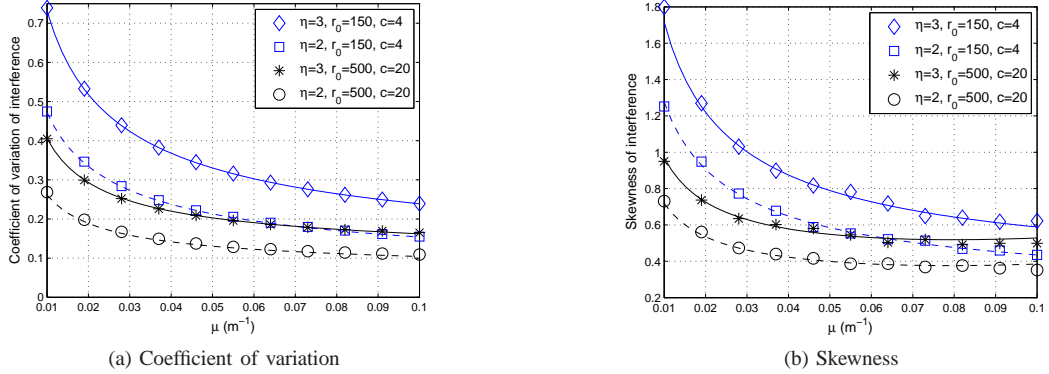 Coefficient of variation of interference
0.7
0.6
0.5
0.4
0.3
0.2
0.1
0
0.01 0.02 0.03 0.04 0.05 0.06 0.07 0.08 0.09 0.1
μ (m⁻¹)
η=3, r₀=150, c=4
η=2, r₀=150, c=4
η=3, r₀=500, c=20
η=2, r₀=500, c=20
(a) Coefficient of variation
Skewness of interference
1.8
1.6
1.4
1.2
1
0.8
0.6
0.4
0.2
0.01 0.02 0.03 0.04 0.05 0.06 0.07 0.08 0.09 0.1
μ (m⁻¹)
η=3, r₀=150, c=4
η=2, r₀=150, c=4
η=3, r₀=500, c=20
η=2, r₀=500, c=20
(b) Skewness